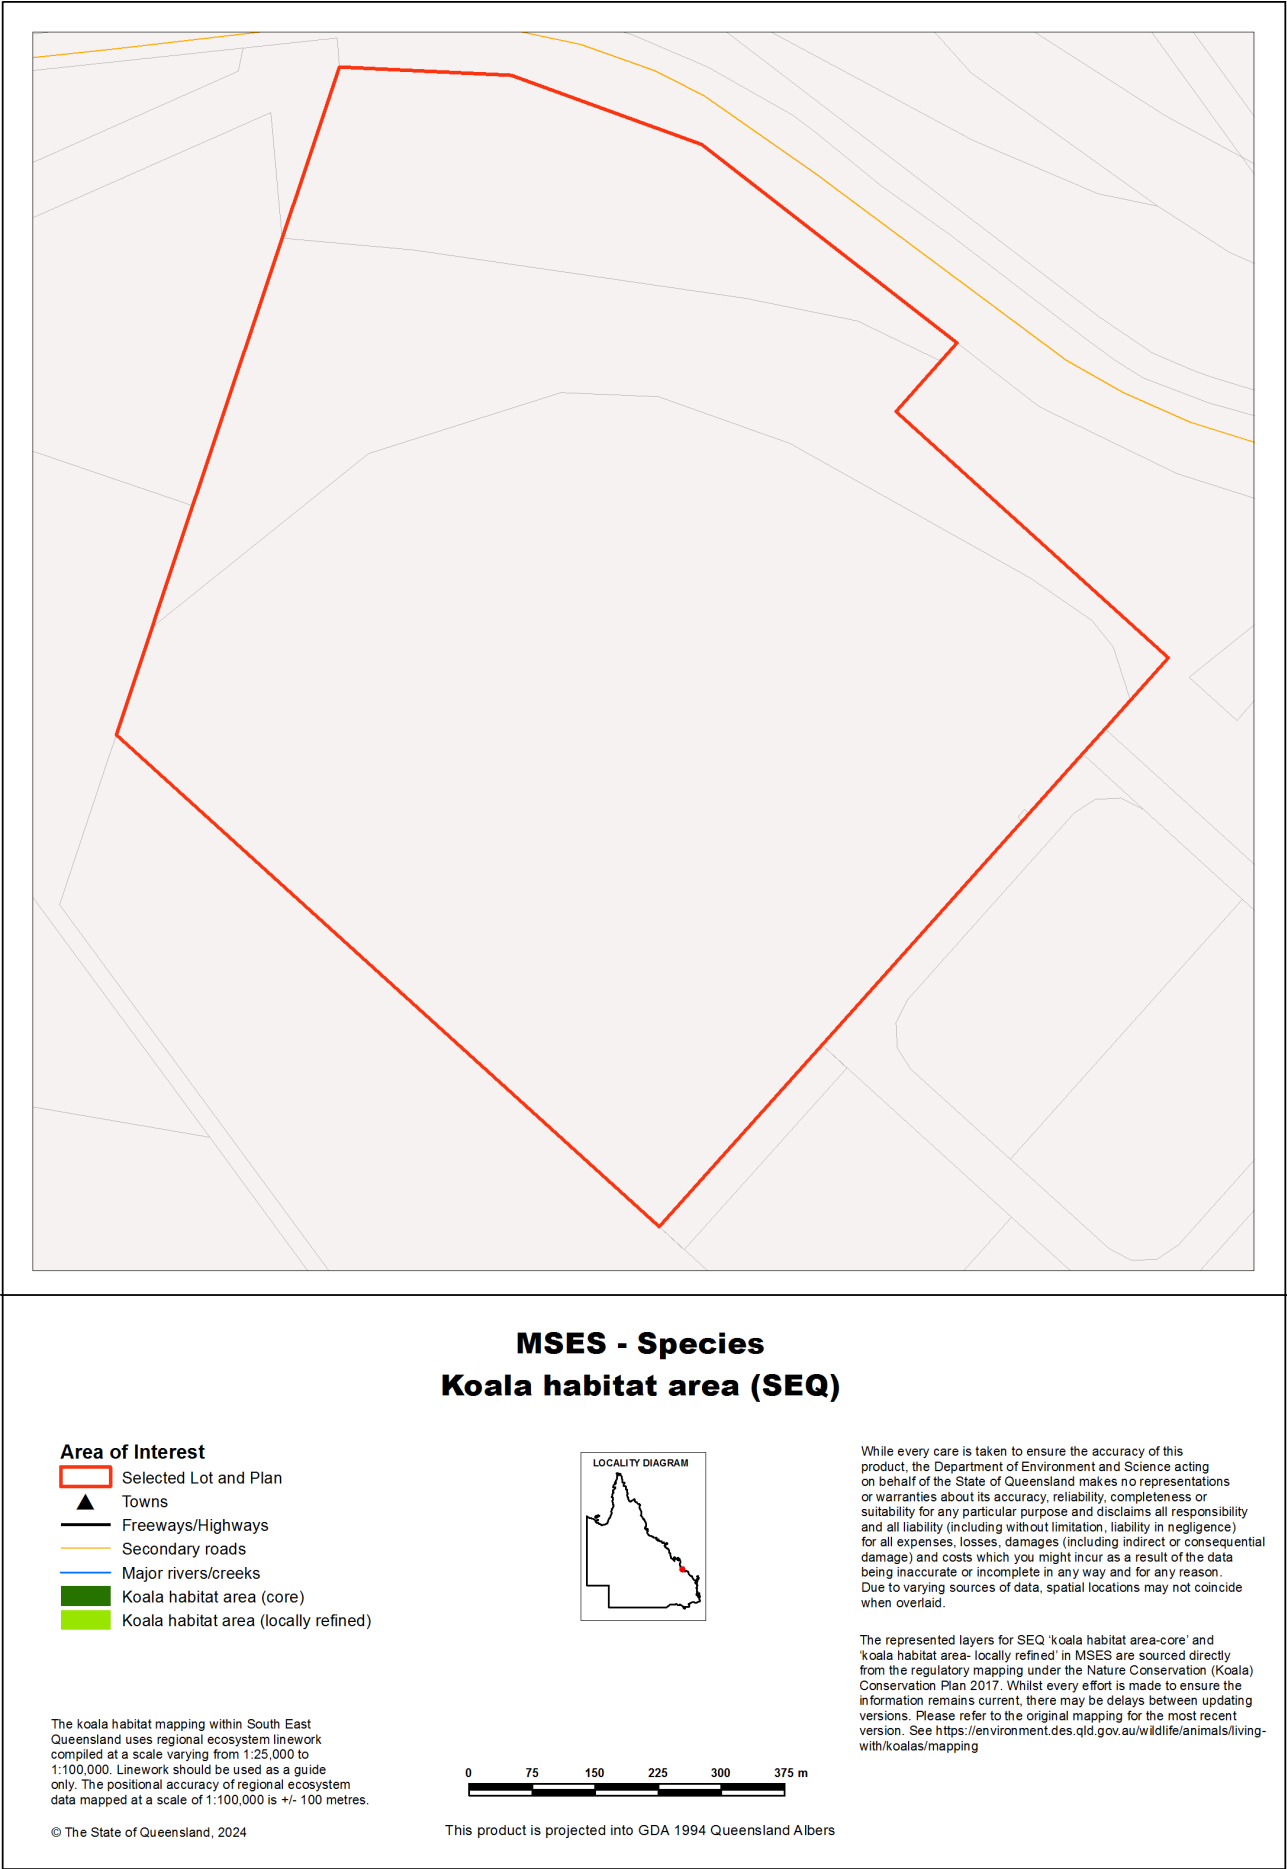 MSES - Species
Koala habitat area (SEQ)
Area of Interest
Selected Lot and Plan
Towns
Freeways/Highways
Secondary roads
Major rivers/creeks
Koala habitat area (core)
Koala habitat area (locally refined)
The koala habitat mapping within South East
Queensland uses regional ecosystem linework
compiled at a scale varying from 1:25,000 to
1:100,000. Linework should be used as a guide
only. The positional accuracy of regional ecosystem
data mapped at a scale of 1:100,000 is +/- 100 metres.
© The State of Queensland, 2024
LOCALITY DIAGRAM
0 75 150 225 300 375 m
This product is projected into GDA 1994 Queensland Albers
While every care is taken to ensure the accuracy of this
product, the Department of Environment and Science acting
on behalf of the State of Queensland makes no representations
or warranties about its accuracy, reliability, completeness or
suitability for any particular purpose and disclaims all responsibility
and all liability (including without limitation, liability in negligence)
for all expenses, losses, damages (including indirect or consequential
damage) and costs which you might incur as a result of the data
being inaccurate or incomplete in any way and for any reason.
Due to varying sources of data, spatial locations may not coincide
when overlaid.
The represented layers for SEQ 'koala habitat area-core' and
'koala habitat area- locally refined' in MSES are sourced directly
from the regulatory mapping under the Nature Conservation (Koala)
Conservation Plan 2017. Whilst every effort is made to ensure the
information remains current, there may be delays between updating
versions. Please refer to the original mapping for the most recent
version. See https://environment.des.qld.gov.au/wildlife/animals/living-
with/koalas/mapping